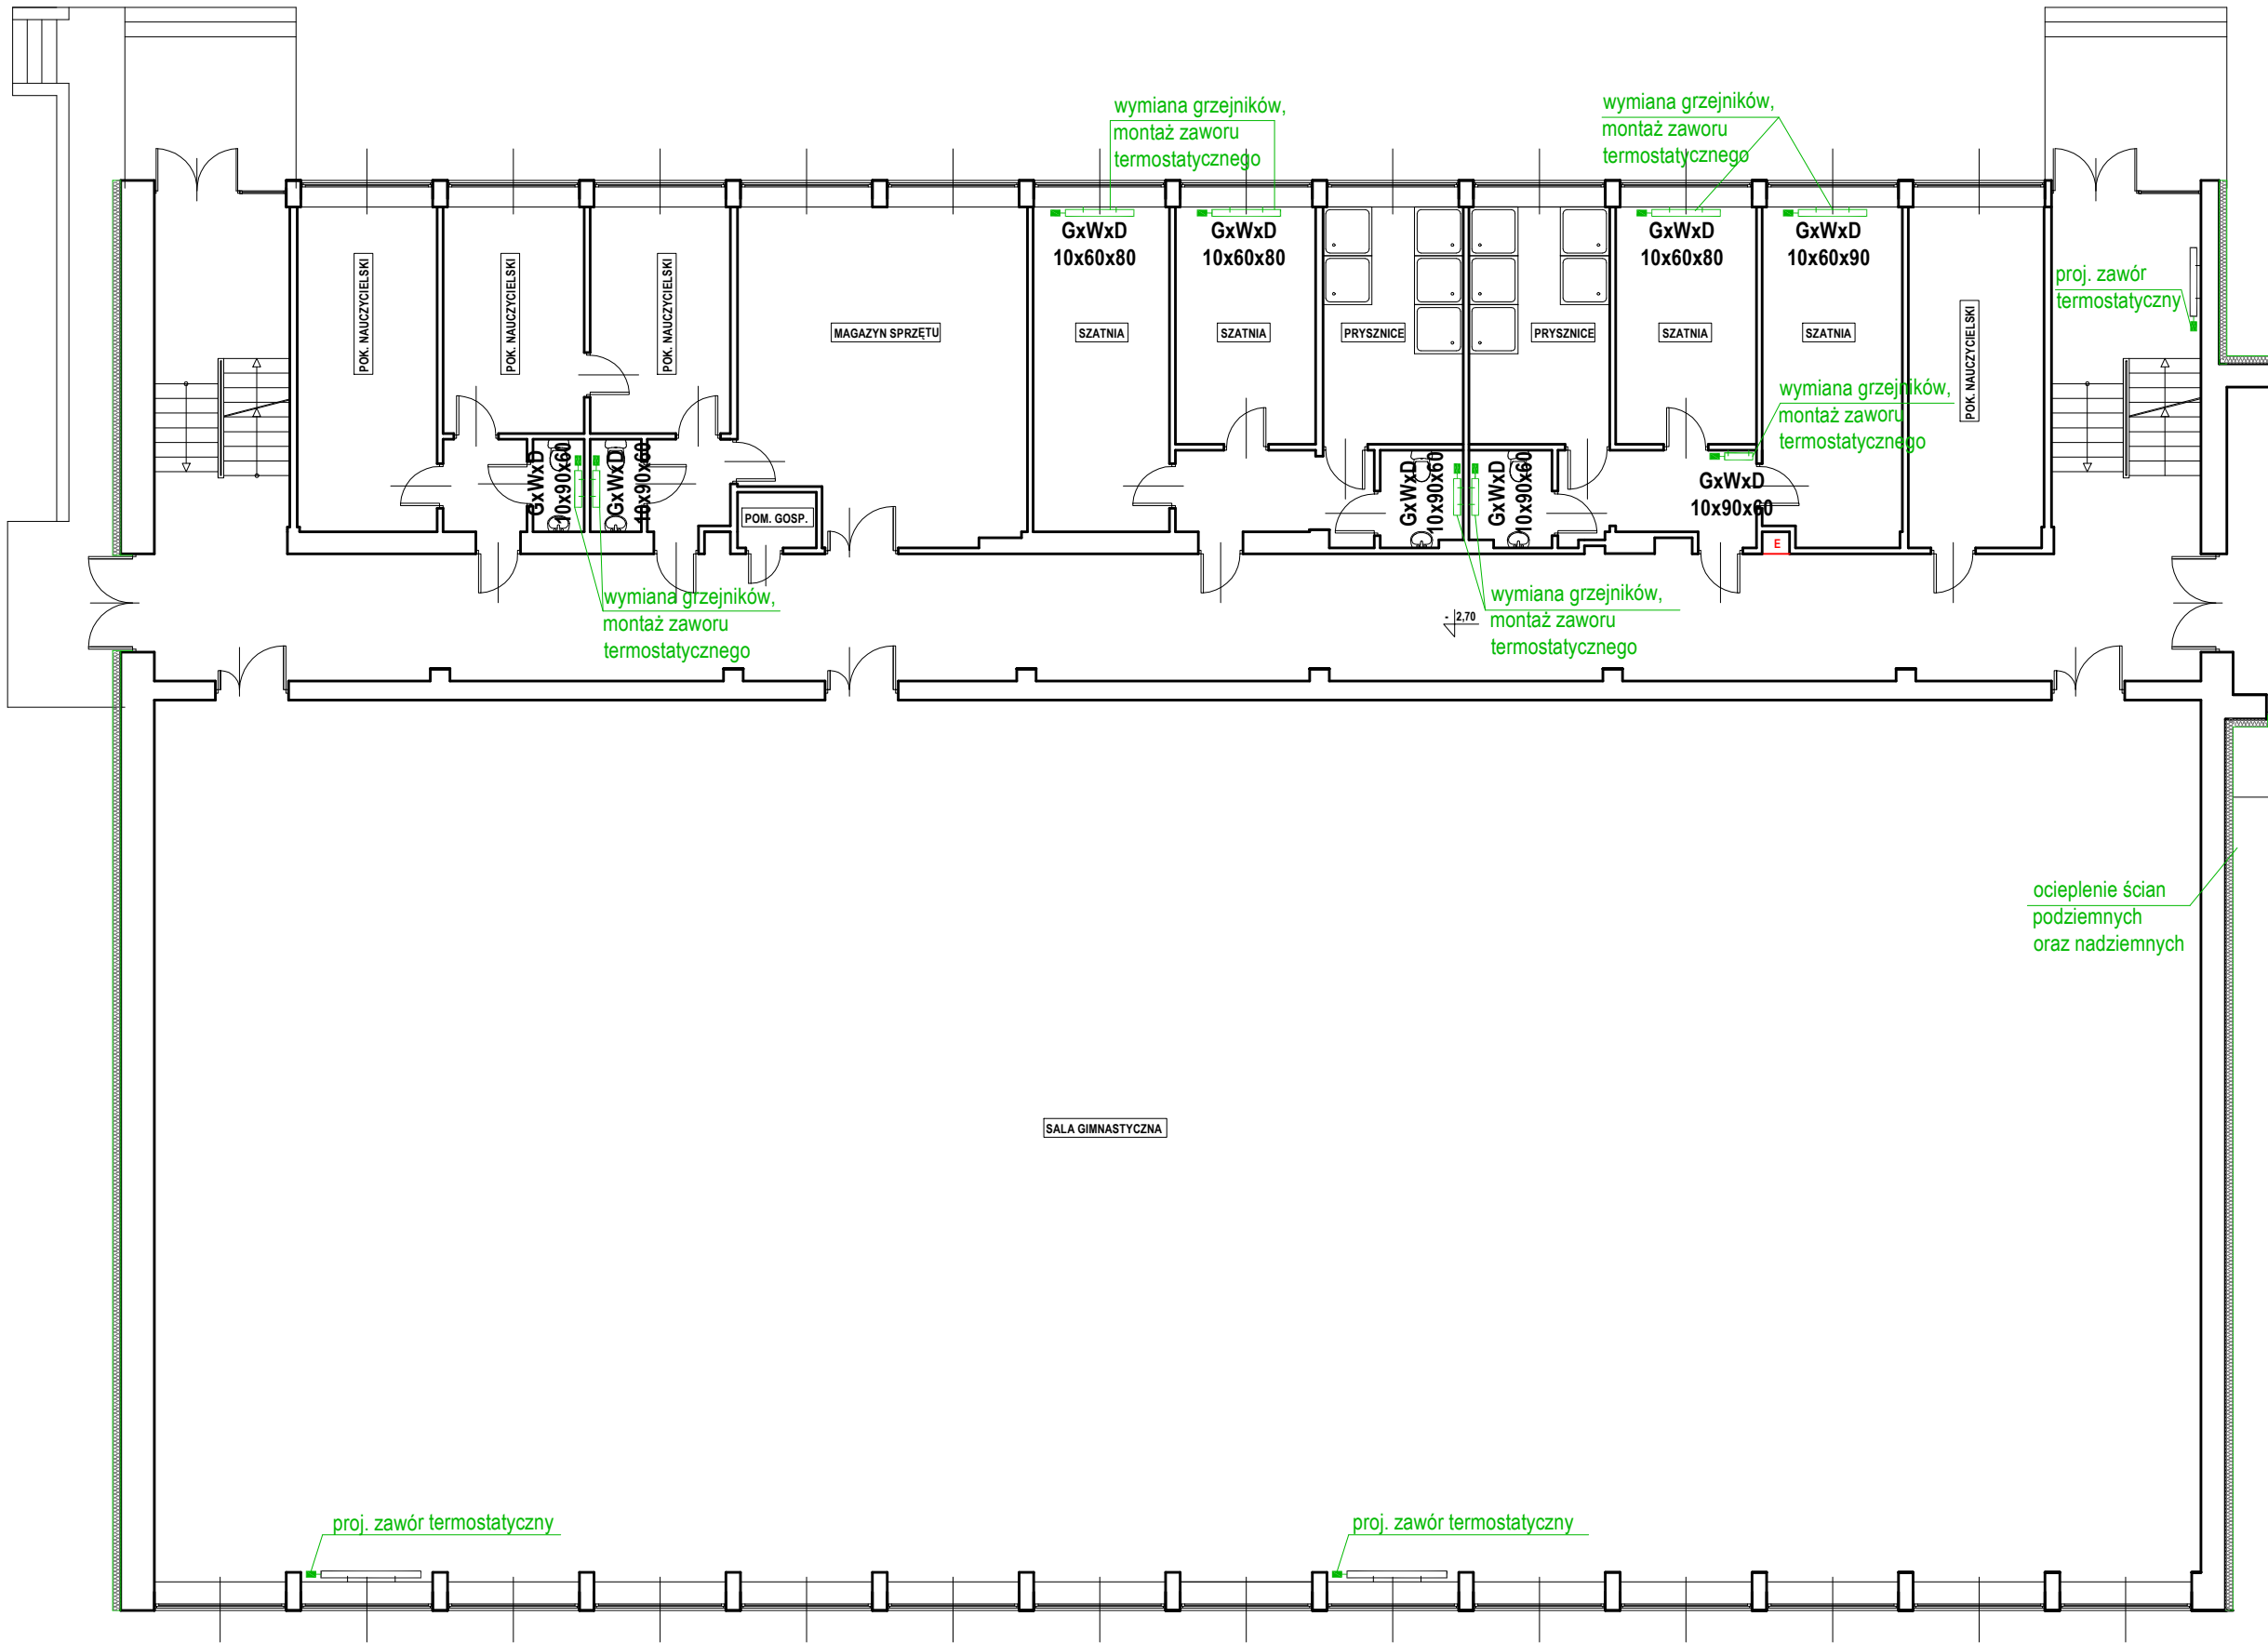 wymiana grzejników,
montaż zaworu
termostatycznego
wymiana grzejników,
montaż zaworu
termostatycznego
GxWxD
10x60x80
GxWxD
10x60x80
GxWxD
10x60x80
GxWxD
10x60x90
proj. zawór
termostatyczny
POK. NAUCZYCIELSKI
POK. NAUCZYCIELSKI
POK. NAUCZYCIELSKI
MAGAZYN SPRZĘTU
SZATNIA
SZATNIA
PRYSZNICE
PRYSZNICE
SZATNIA
SZATNIA
POK. NAUCZYCIELSKI
wymiana grzejników,
montaż zaworu
termostatycznego
GxWxD
10x90x60
GxWxD
10x90x60
GxWxD
10x90x60
GxWxD
10x90x60
GxWxD
10x90x60
POM. GOSP.
E
wymiana grzejników,
montaż zaworu
termostatycznego
- 2,70
wymiana grzejników,
montaż zaworu
termostatycznego
ocieplenie ścian
podziemnych
oraz nadziemnych
SALA GIMNASTYCZNA
proj. zawór termostatyczny
proj. zawór termostatyczny